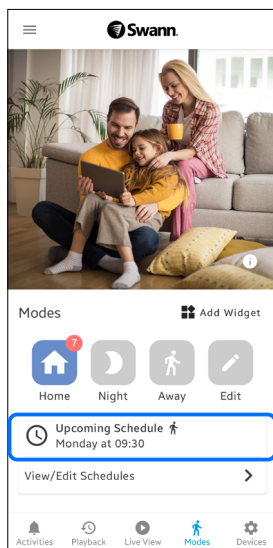 Swann
Modes
Add Widget
7
Home Night Away Edit
Upcoming Schedule
Monday at 09:30
View/Edit Schedules
Activities Playback Live View Modes Devices